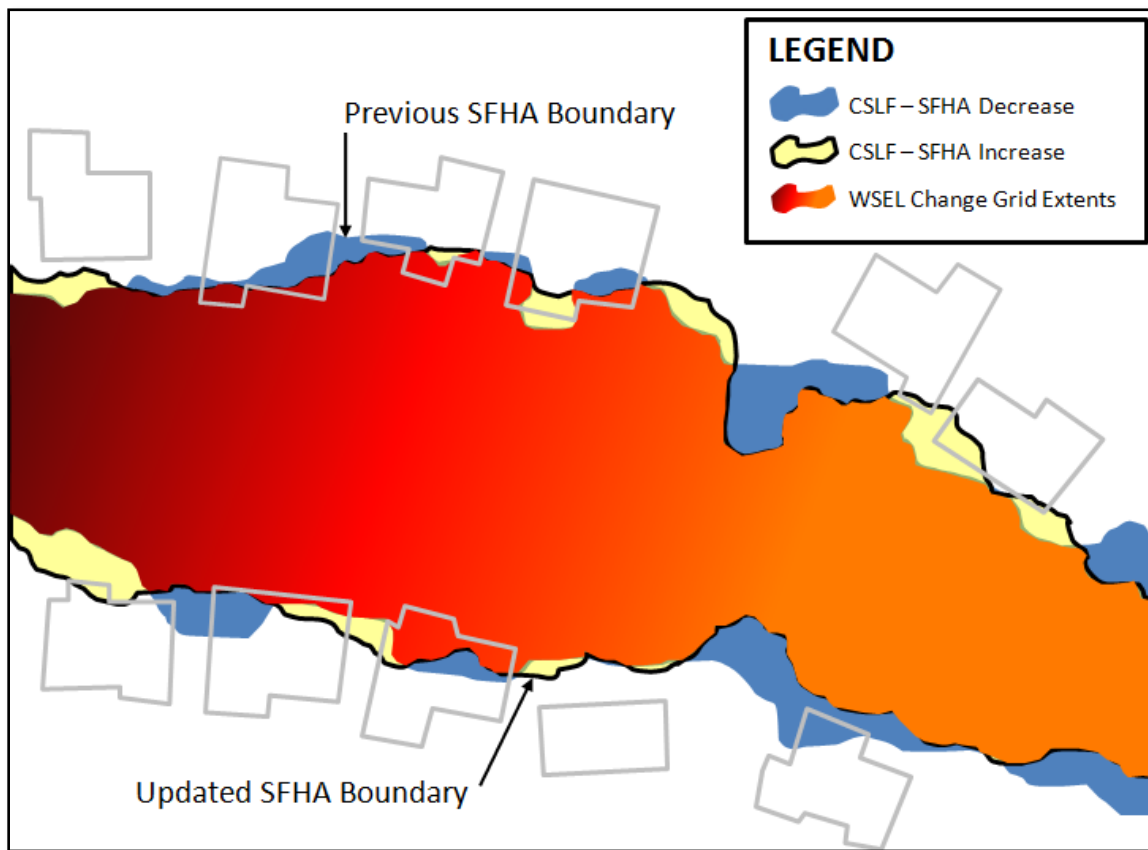 LEGEND
CSLF – SFHA Decrease
CSLF – SFHA Increase
WSEL Change Grid Extents
Previous SFHA Boundary
Updated SFHA Boundary